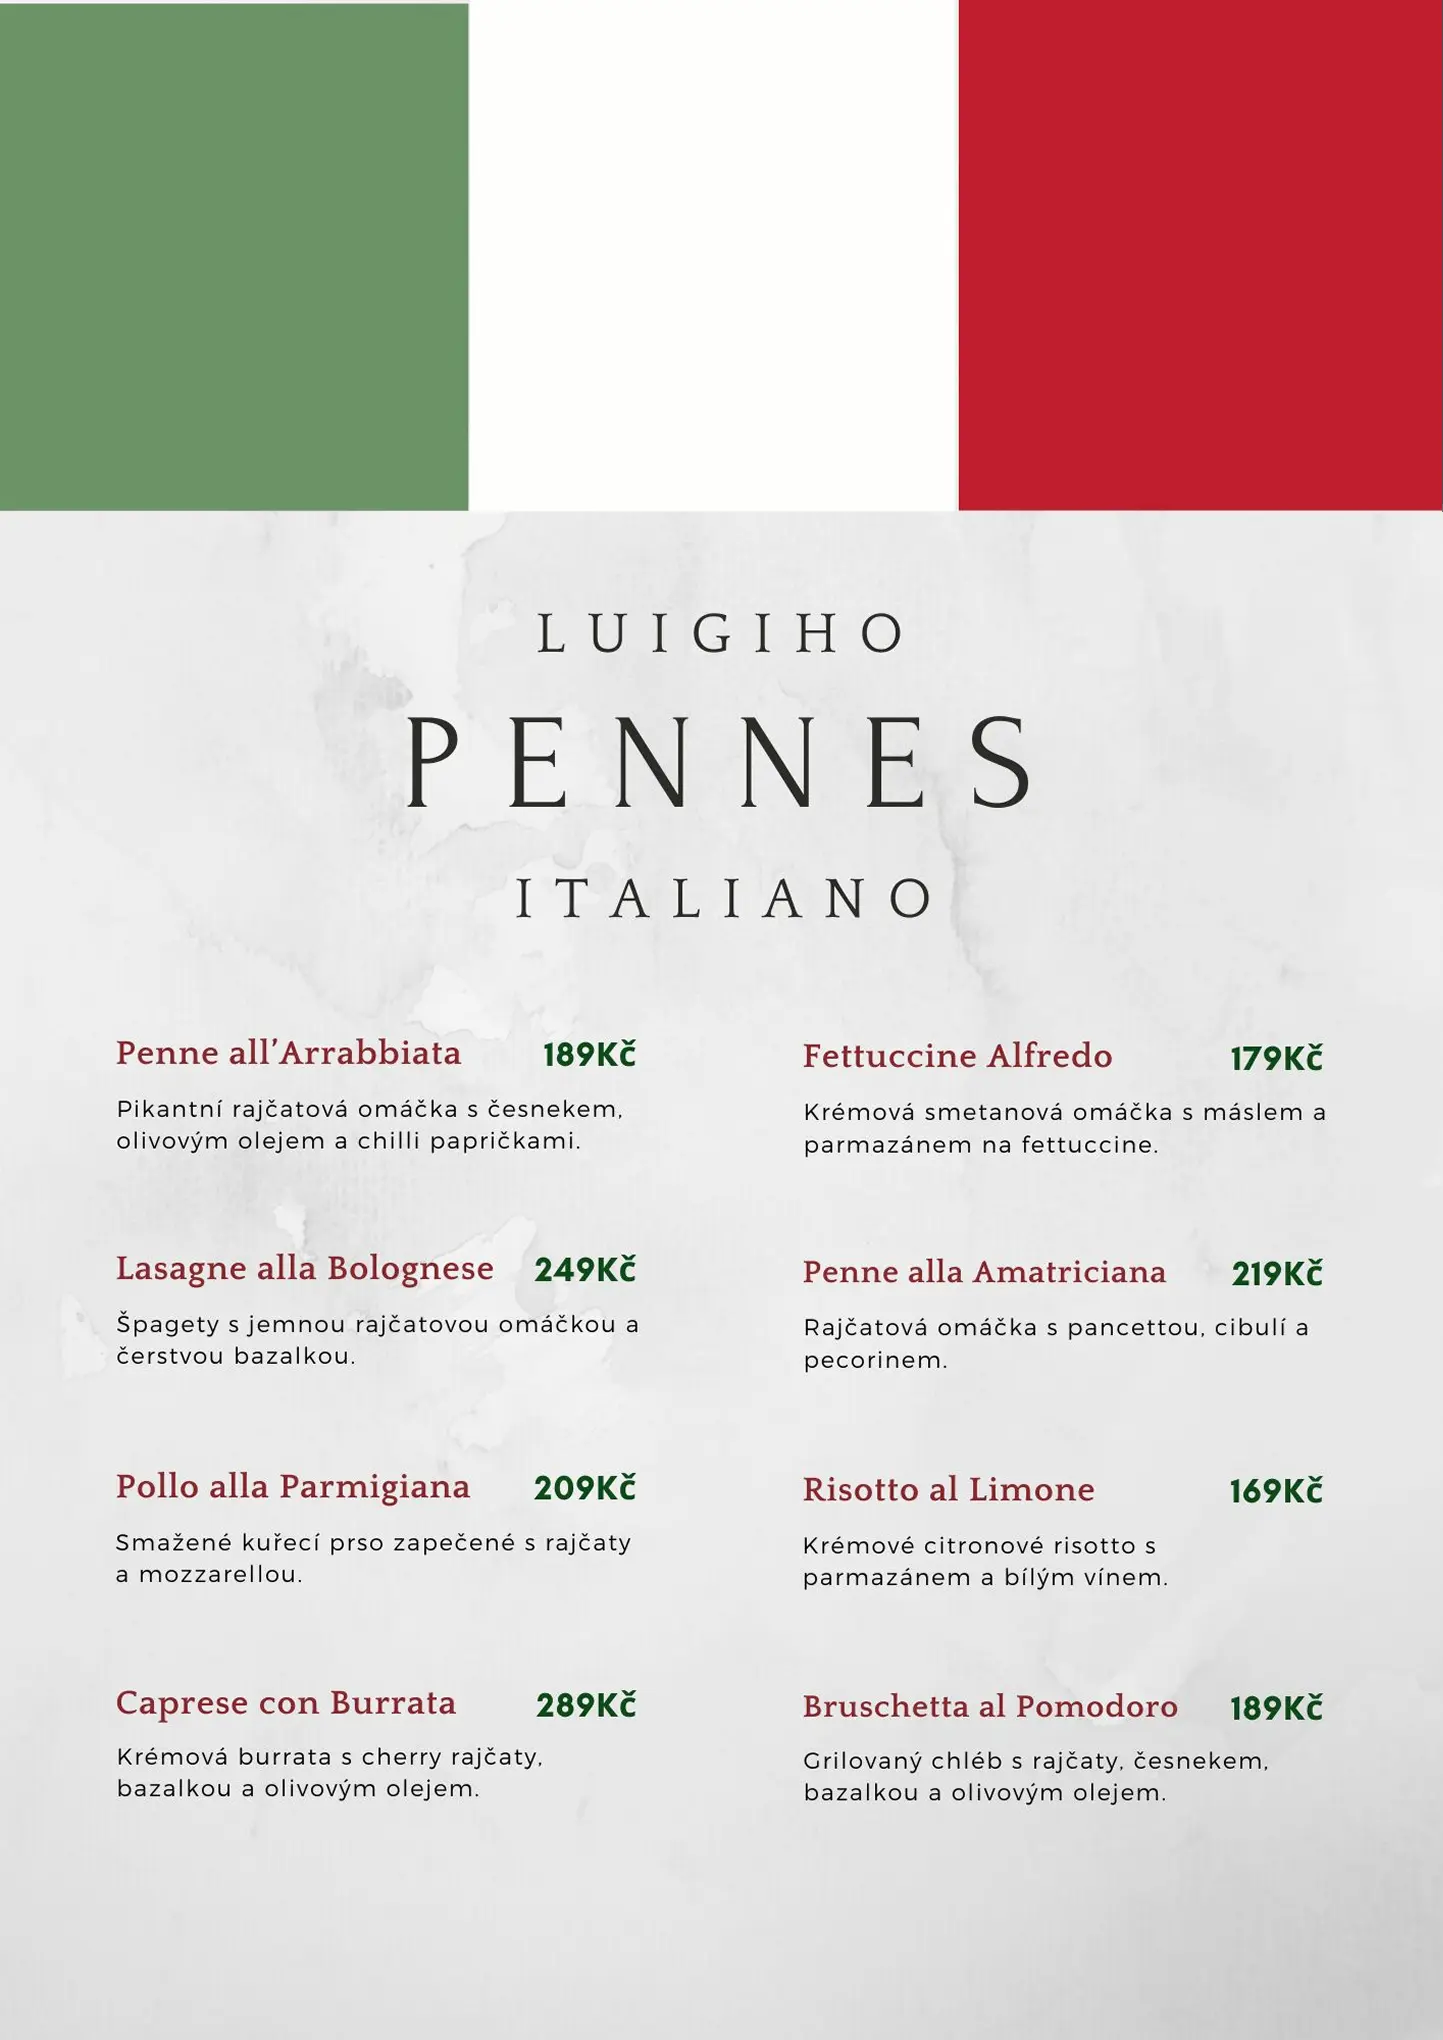 LUIGIHO
PENNES
ITALIANO
Penne all’Arrabbiata 189Kč
Pikantní rajčatová omáčka s česnekem,
olivovým olejem a chilli papričkami.
Lasagne alla Bolognese 249Kč
Špagety s jemnou rajčatovou omáčkou a
čerstvou bazalkou.
Pollo alla Parmigiana 209Kč
Smažené kuřecí prso zapečené s rajčaty
a mozzarellou.
Caprese con Burrata 289Kč
Krémová burrata s cherry rajčaty,
bazalkou a olivovým olejem.
Fettuccine Alfredo 179Kč
Krémová smetanová omáčka s máslem a
parmazánem na fettuccine.
Penne alla Amatriciana 219Kč
Rajčatová omáčka s pancettou, cibulí a
pecorinem.
Risotto al Limone 169Kč
Krémové citronové risotto s
parmazánem a bílým vínem.
Bruschetta al Pomodoro 189Kč
Grilovaný chléb s rajčaty, česnekem,
bazalkou a olivovým olejem.